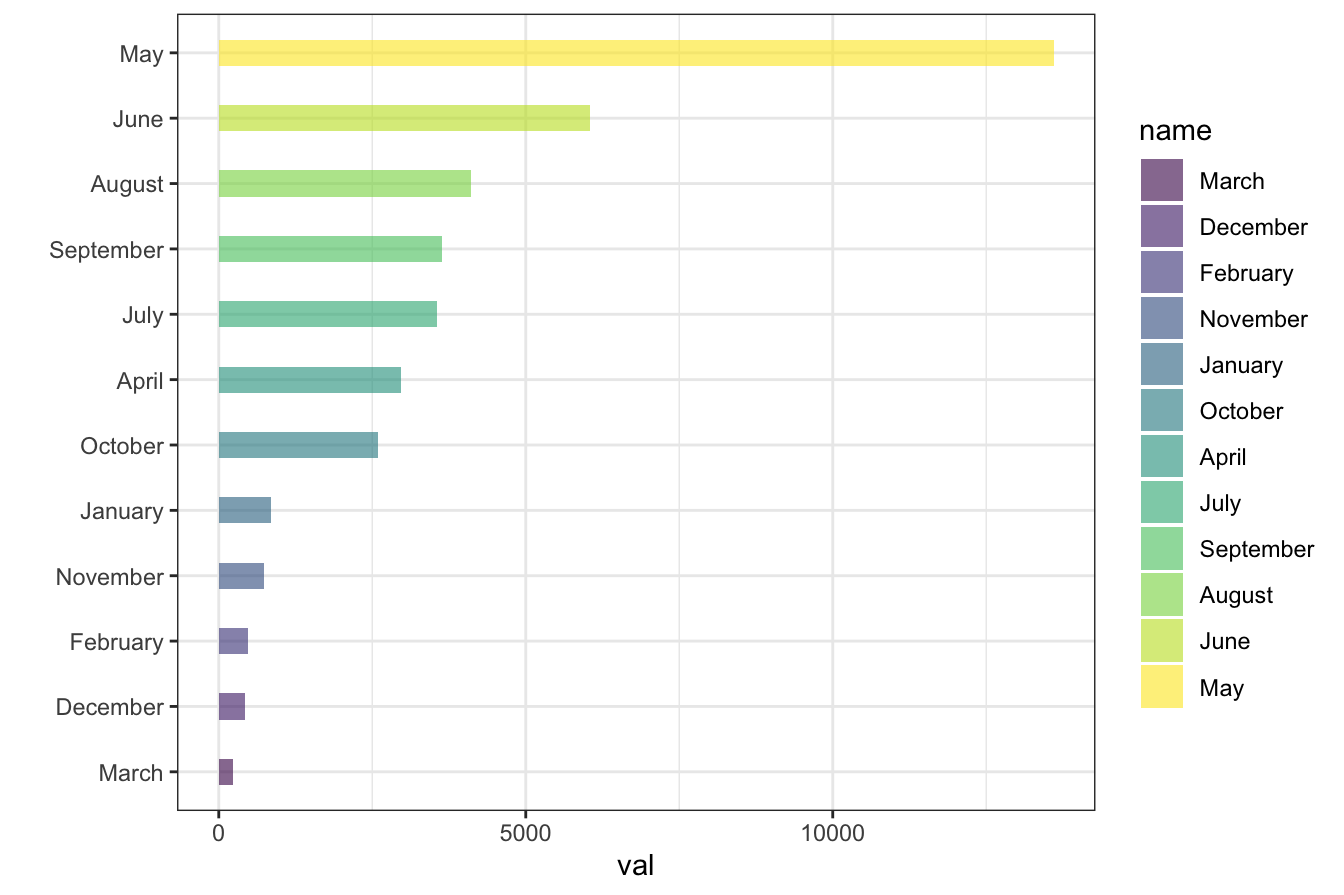 May
June
August
September
July
April
October
January
November
February
December
March
0 5000 10000
val
name
March
December
February
November
January
October
April
July
September
August
June
May